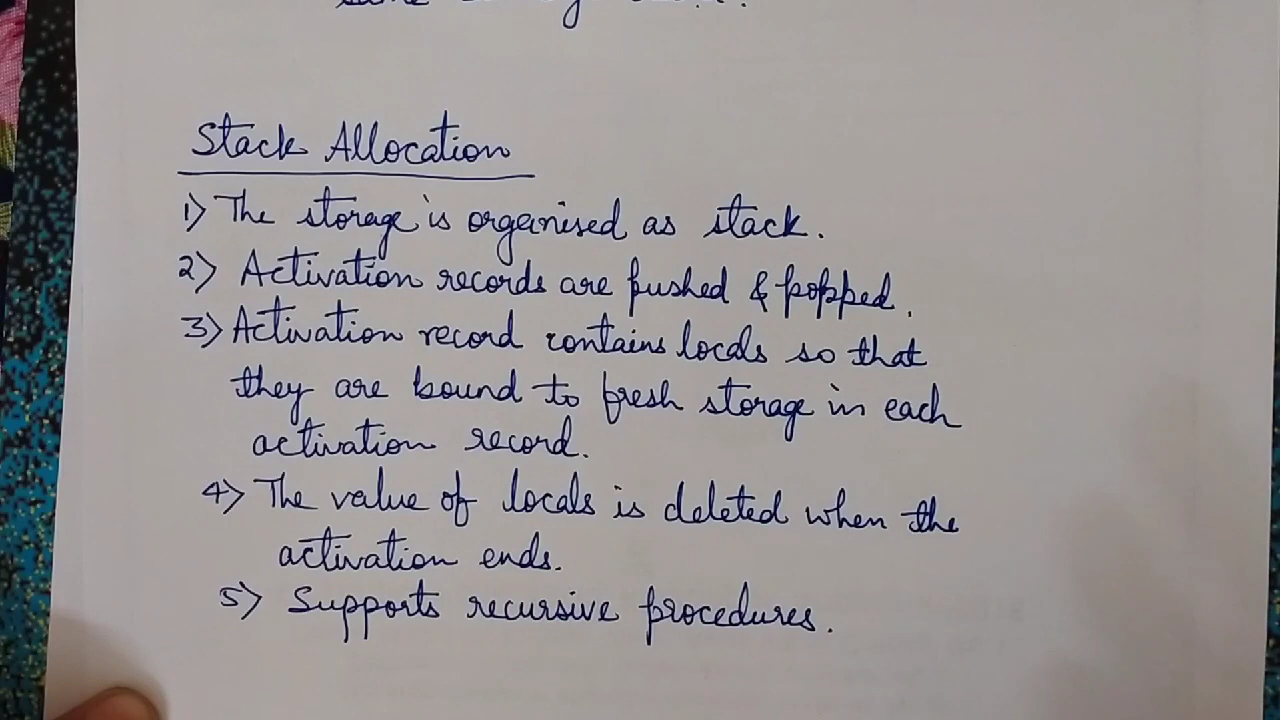 Stack Allocation
1) The storage is organised as stack.
2) Activation records are pushed & popped.
3) Activation record contains locals so that
they are bound to fresh storage in each
activation record.
4) The value of locals is deleted when the
activation ends.
5) Supports recursive procedures.